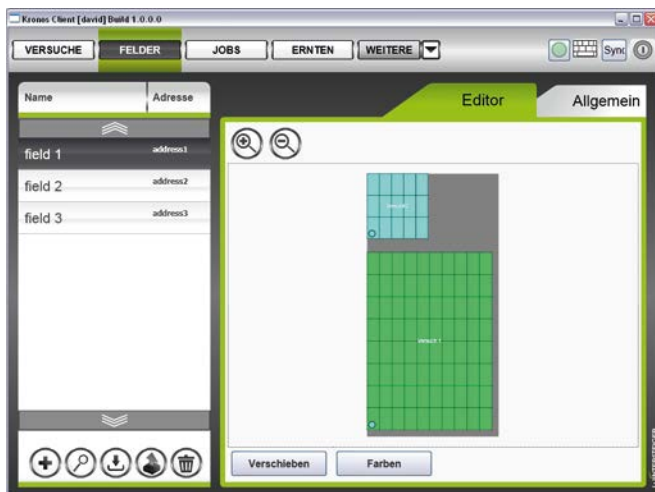 Kronos Client [david] Build 1.0.0.0
VERSUCHE FELDER JOBS ERNTEN WEITERE Sync
Name Adresse
Editor Allgemein
field 1 address1
field 2 address2
field 3 address3
Verschieben Farben
WINTERSTEIGER